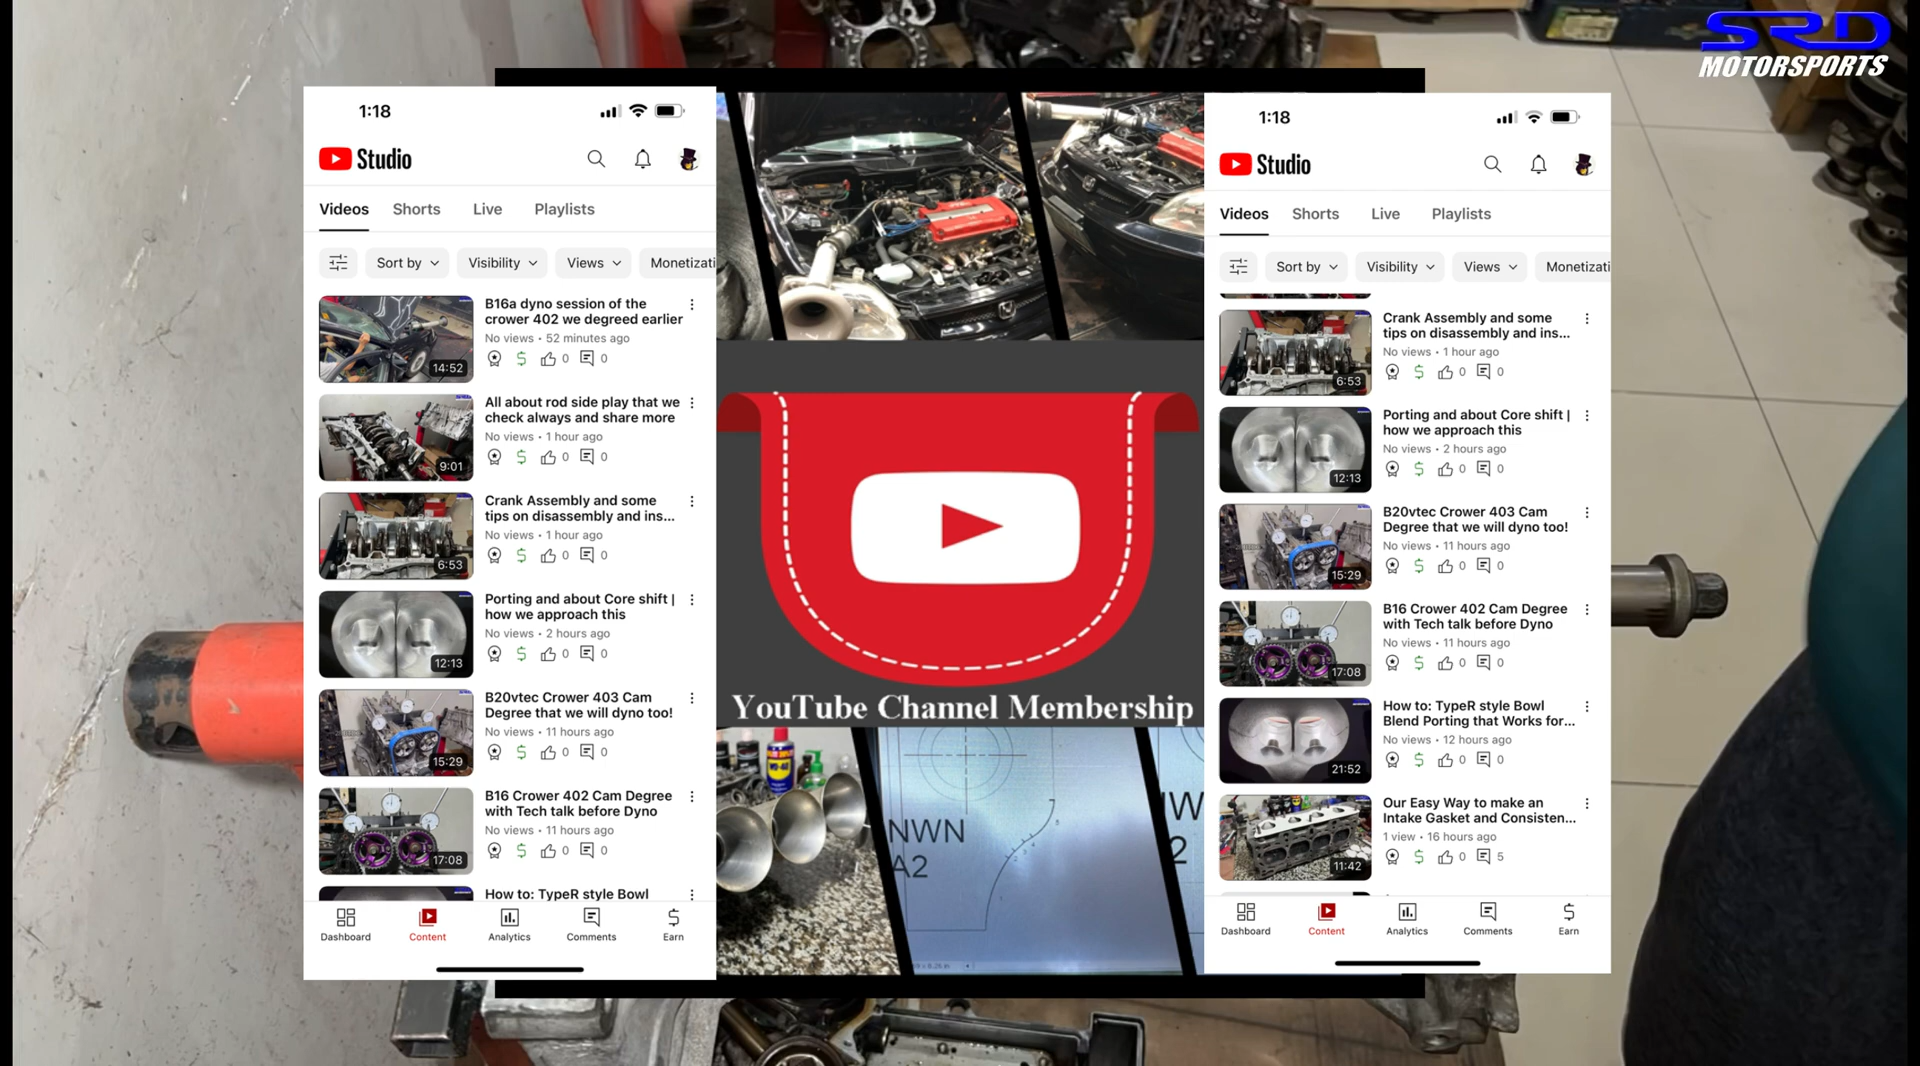 SRD
MOTORSPORTS
1:18
Studio
Videos Shorts Live Playlists
Sort by Visibility Views Monetizati
B16a dyno session of the
crower 402 we degreed earlier
No views • 52 minutes ago
0 0
14:52
All about rod side play that we
check always and share more
No views • 1 hour ago
0 0
9:01
Crank Assembly and some
tips on disassembly and ins...
No views • 1 hour ago
0 0
6:53
Porting and about Core shift |
how we approach this
No views • 2 hours ago
0 0
12:13
B20vtec Crower 403 Cam
Degree that we will dyno too!
No views • 11 hours ago
0 0
15:29
B16 Crower 402 Cam Degree
with Tech talk before Dyno
No views • 11 hours ago
0 0
17:08
How to: TypeR style Bowl
Dashboard Content Analytics Comments Earn
YouTube Channel Membership
WD-40
NWN
A2
W
2
1:18
Studio
Videos Shorts Live Playlists
Sort by Visibility Views Monetizati
Crank Assembly and some
tips on disassembly and ins...
No views • 1 hour ago
0 0
6:53
Porting and about Core shift |
how we approach this
No views • 2 hours ago
0 0
12:13
B20vtec Crower 403 Cam
Degree that we will dyno too!
No views • 11 hours ago
0 0
15:29
B16 Crower 402 Cam Degree
with Tech talk before Dyno
No views • 11 hours ago
0 0
17:08
How to: TypeR style Bowl
Blend Porting that Works for...
No views • 12 hours ago
0 0
21:52
Our Easy Way to make an
Intake Gasket and Consisten...
1 view • 16 hours ago
0 5
11:42
Dashboard Content Analytics Comments Earn